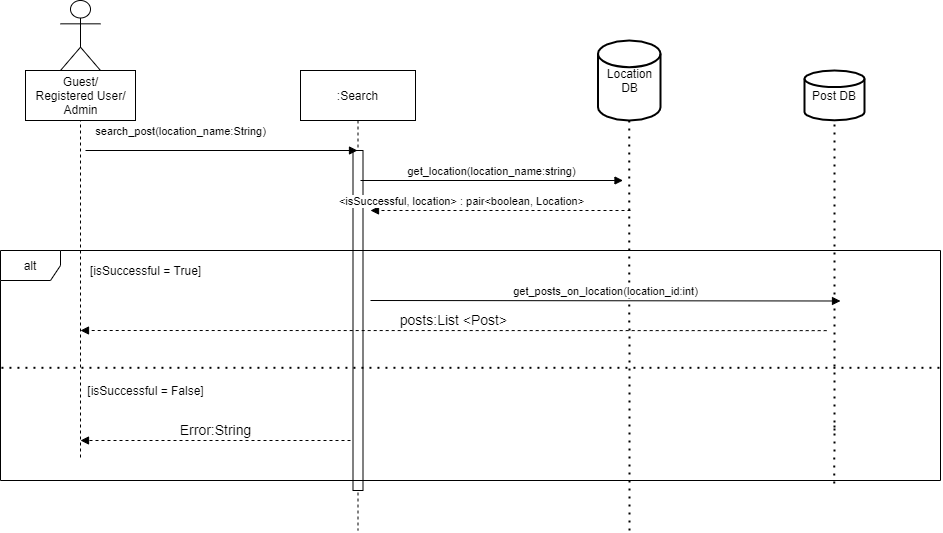 Guest/
Registered User/
Admin
:Search
Location
DB
Post DB
search_post(location_name:String)
get_location(location_name:string)
<isSuccessful, location> : pair<boolean, Location>
alt
[isSuccessful = True]
get_posts_on_location(location_id:int)
posts:List <Post>
[isSuccessful = False]
Error:String